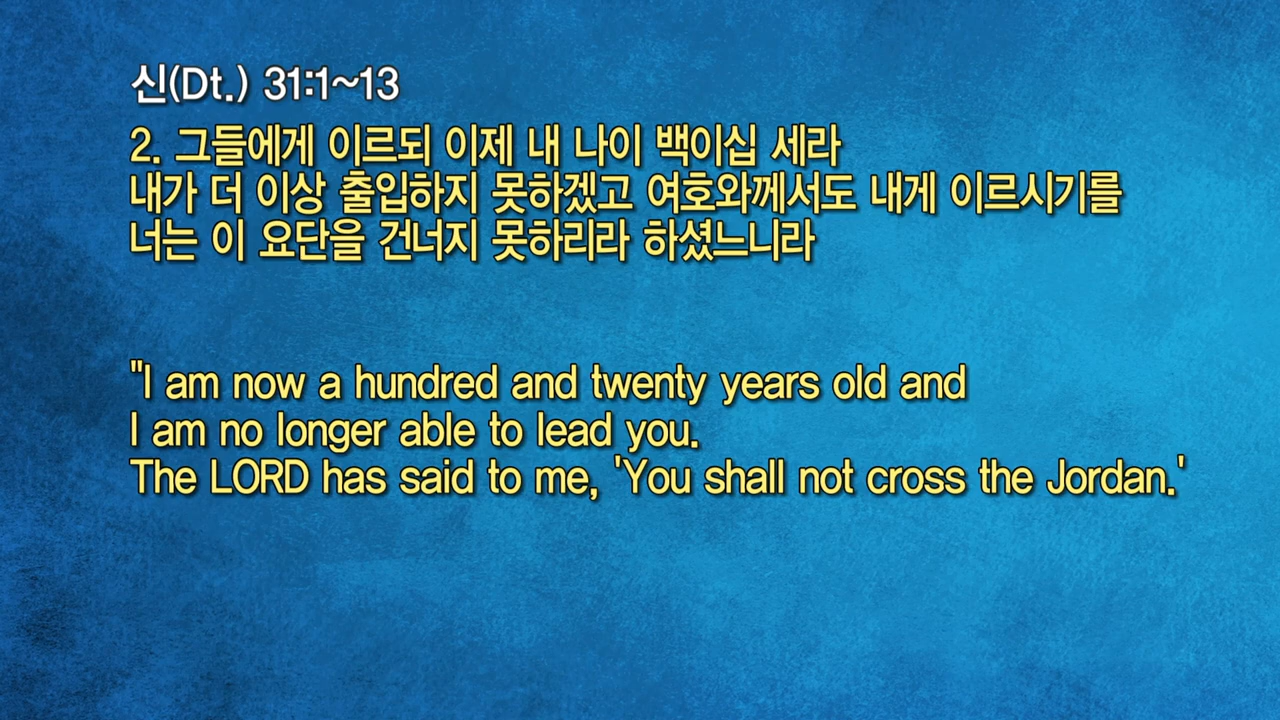 신(Dt.) 31:1~13
2. 그들에게 이르되 이제 내 나이 백이십 세라
내가 더 이상 출입하지 못하겠고 여호와께서도 내게 이르시기를
너는 이 요단을 건너지 못하리라 하셨느니라
"I am now a hundred and twenty years old and
I am no longer able to lead you.
The LORD has said to me, 'You shall not cross the Jordan.'